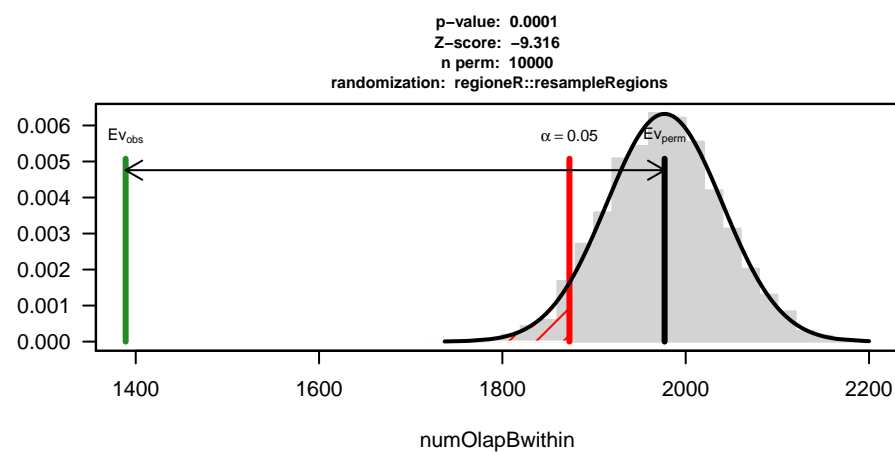 p−value: 0.0001
Z−score: −9.316
n perm: 10000
randomization: regioneR::resampleRegions
0.006
0.005
0.004
0.003
0.002
0.001
0.000
Evobs
α = 0.05
Evperm
1400 1600 1800 2000 2200
numOlapBwithin